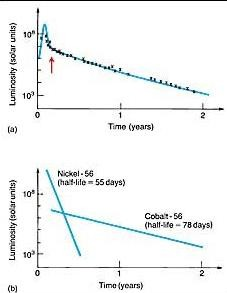 Luminosity (solar units)
10⁸
10³
0
1
2
Time (years)
(a)
Nickel-56
(half-life = 55 days)
Cobalt-56
(half-life = 78 days)
Luminosity (solar units)
10⁸
10³
0
1
2
Time (years)
(b)